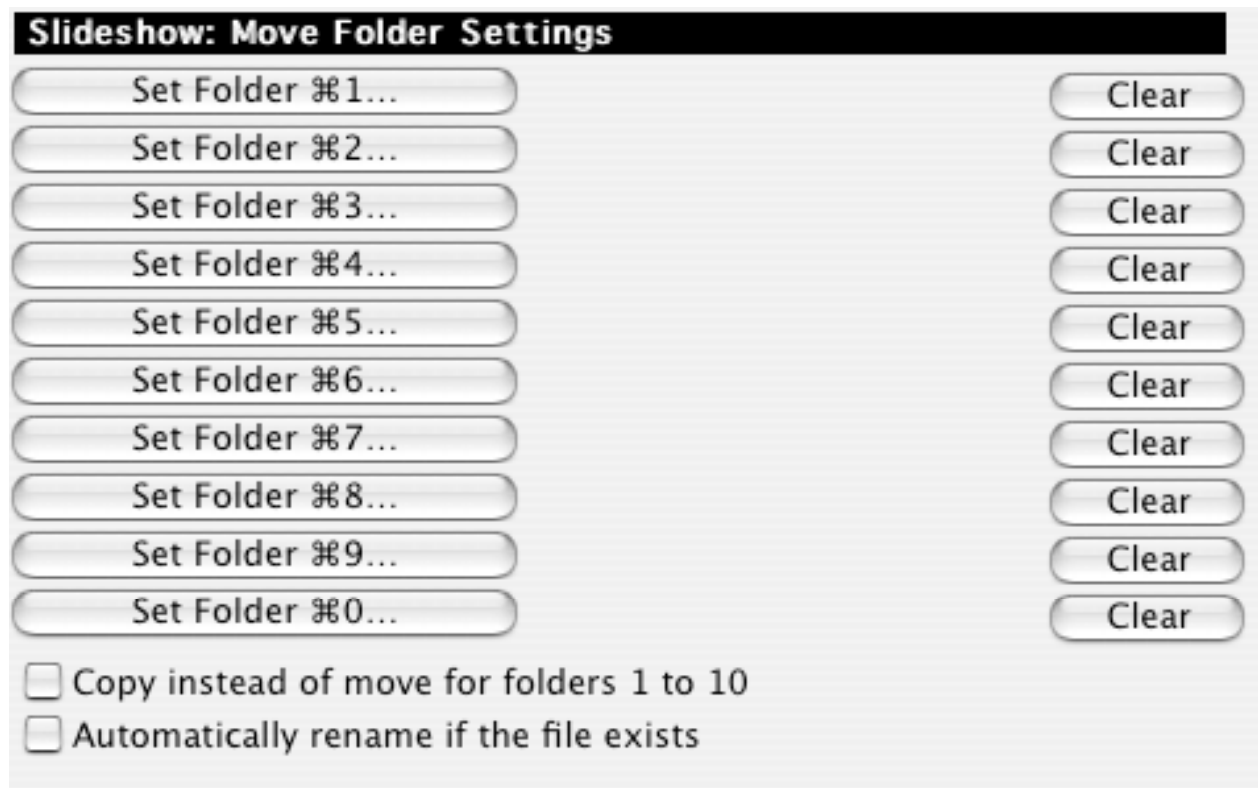 Slideshow: Move Folder Settings
Set Folder ⌘1... Clear
Set Folder ⌘2... Clear
Set Folder ⌘3... Clear
Set Folder ⌘4... Clear
Set Folder ⌘5... Clear
Set Folder ⌘6... Clear
Set Folder ⌘7... Clear
Set Folder ⌘8... Clear
Set Folder ⌘9... Clear
Set Folder ⌘0... Clear
Copy instead of move for folders 1 to 10
Automatically rename if the file exists